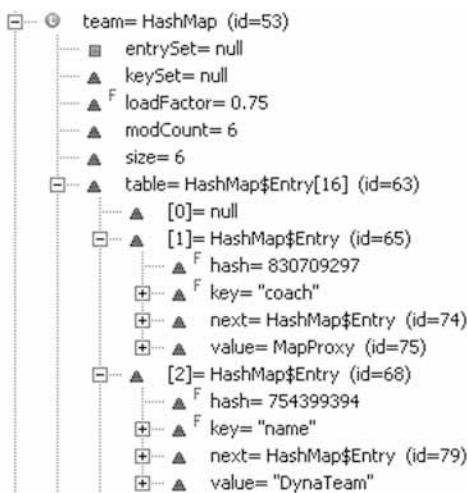 team= HashMap (id=53)
entrySet= null
keySet= null
F loadFactor= 0.75
modCount= 6
size= 6
table= HashMap$Entry[16] (id=63)
[0]= null
[1]= HashMap$Entry (id=65)
F hash= 830709297
F key= "coach"
next= HashMap$Entry (id=74)
value= MapProxy (id=75)
[2]= HashMap$Entry (id=68)
F hash= 754399394
F key= "name"
next= HashMap$Entry (id=79)
value= "DynaTeam"